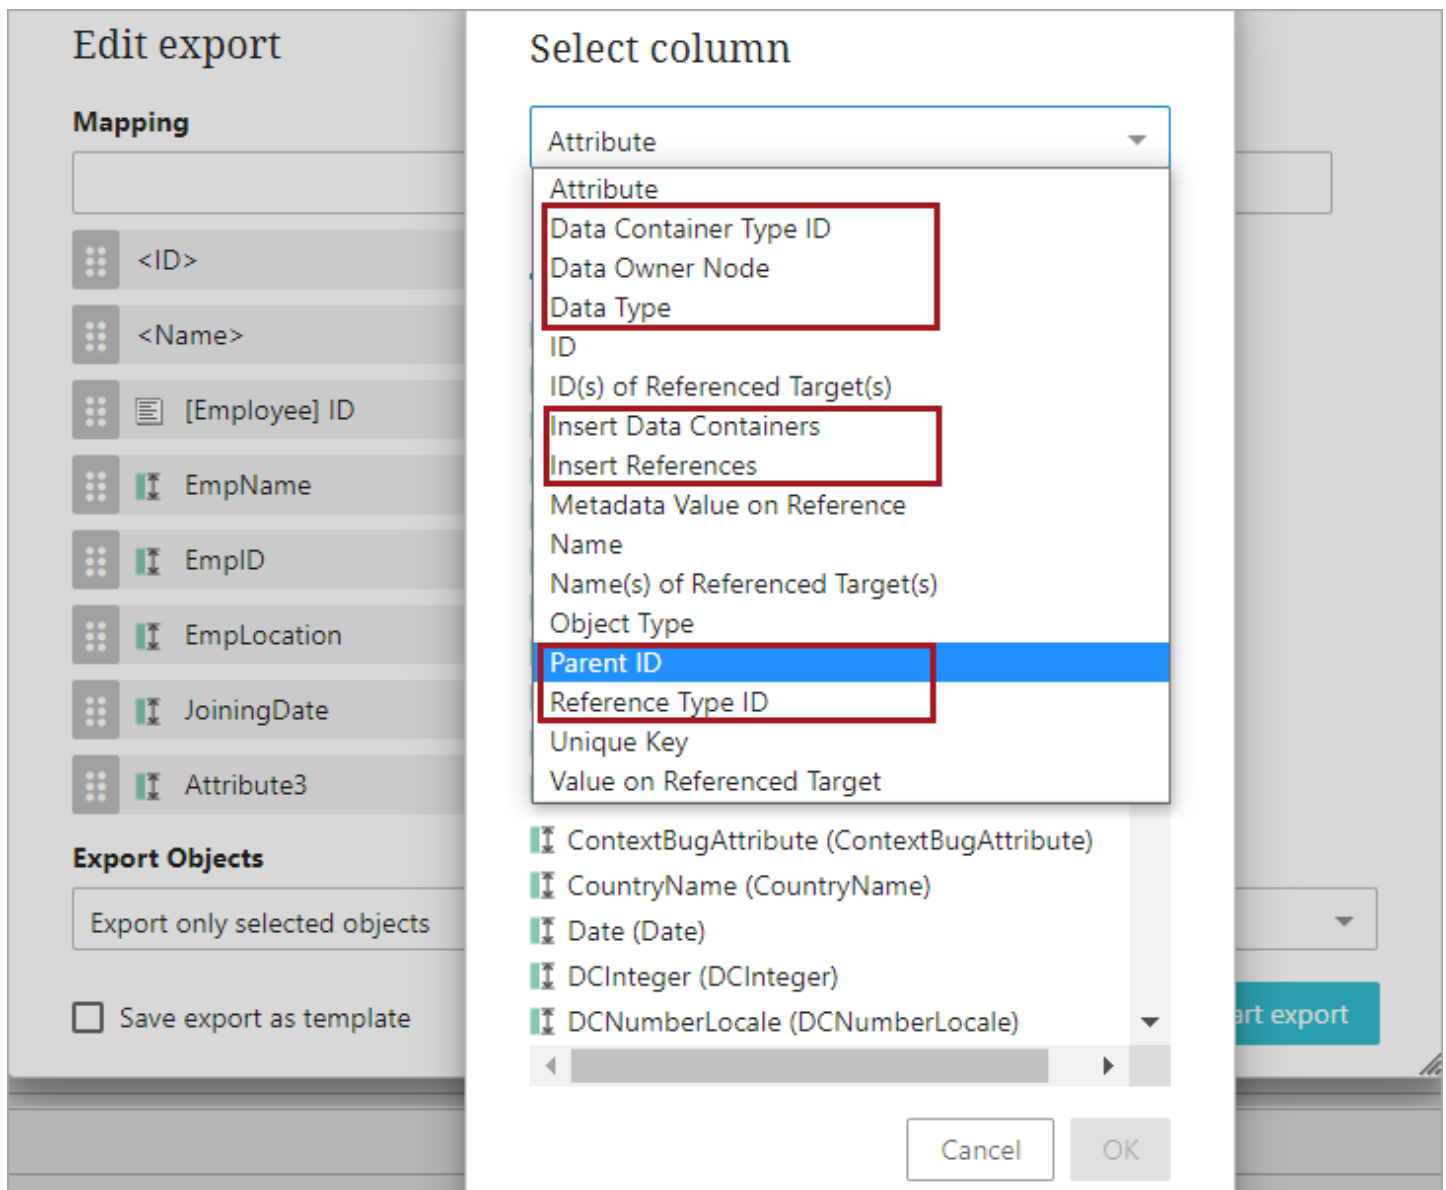 Edit export
Mapping
<ID>
<Name>
[Employee] ID
EmpName
EmpID
EmpLocation
JoiningDate
Attribute3
Export Objects
Export only selected objects
Save export as template
Select column
Attribute
Attribute
Data Container Type ID
Data Owner Node
Data Type
ID
ID(s) of Referenced Target(s)
Insert Data Containers
Insert References
Metadata Value on Reference
Name
Name(s) of Referenced Target(s)
Object Type
Parent ID
Reference Type ID
Unique Key
Value on Referenced Target
ContextBugAttribute (ContextBugAttribute)
CountryName (CountryName)
Date (Date)
DCInteger (DCInteger)
DCNumberLocale (DCNumberLocale)
Cancel
OK
art export